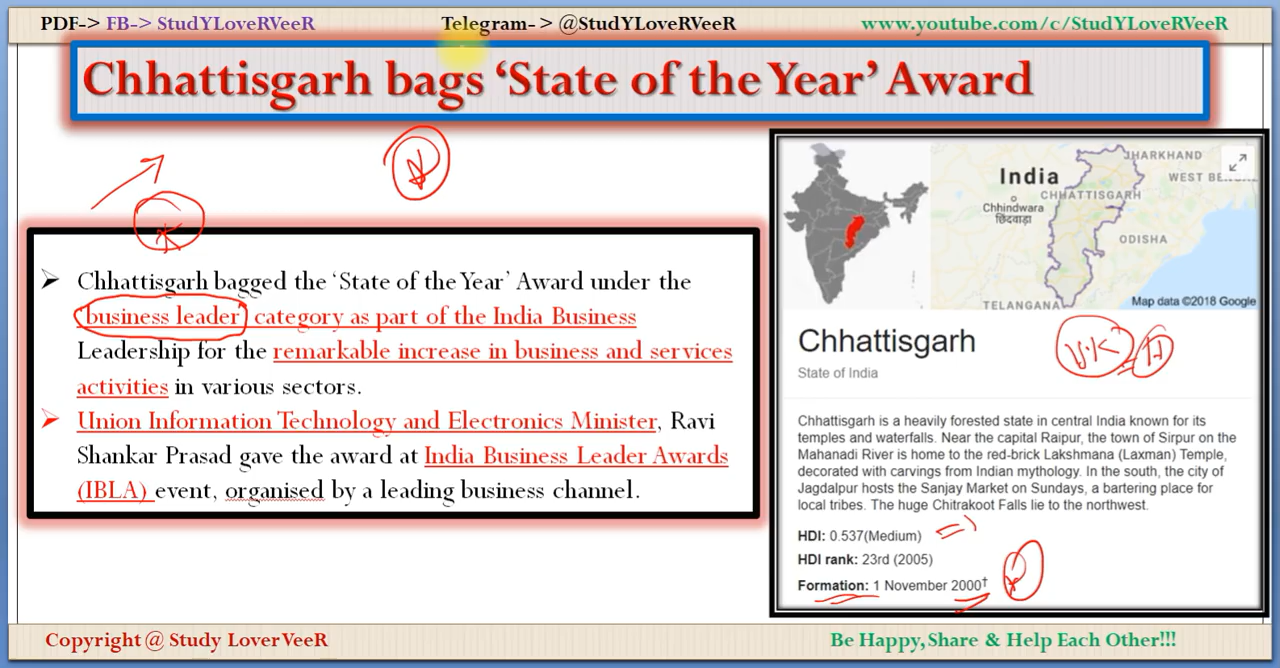 PDF-> FB-> StudYLoveRVeeR Telegram- > @StudYLoveRVeeR www.youtube.com/c/StudYLoveRVeeR
Chhattisgarh bags ‘State of the Year’ Award
Chhattisgarh bagged the ‘State of the Year’ Award under the
‘business leader’ category as part of the India Business
Leadership for the remarkable increase in business and services
activities in various sectors.
Union Information Technology and Electronics Minister, Ravi
Shankar Prasad gave the award at India Business Leader Awards
(IBLA) event, organised by a leading business channel.
JHARKHAND
India
WEST BE
CHHATTISGARH
Chhindwara
छिंदवाड़ा
ODISHA
TELANGANA
Map data ©2018 Google
Chhattisgarh
State of India
Chhattisgarh is a heavily forested state in central India known for its
temples and waterfalls. Near the capital Raipur, the town of Sirpur on the
Mahanadi River is home to the red-brick Lakshmana (Laxman) Temple,
decorated with carvings from Indian mythology. In the south, the city of
Jagdalpur hosts the Sanjay Market on Sundays, a bartering place for
local tribes. The huge Chitrakoot Falls lie to the northwest.
HDI: 0.537(Medium)
HDI rank: 23rd (2005)
Formation: 1 November 2000†
Copyright @ Study LoverVeeR Be Happy,Share & Help Each Other!!!